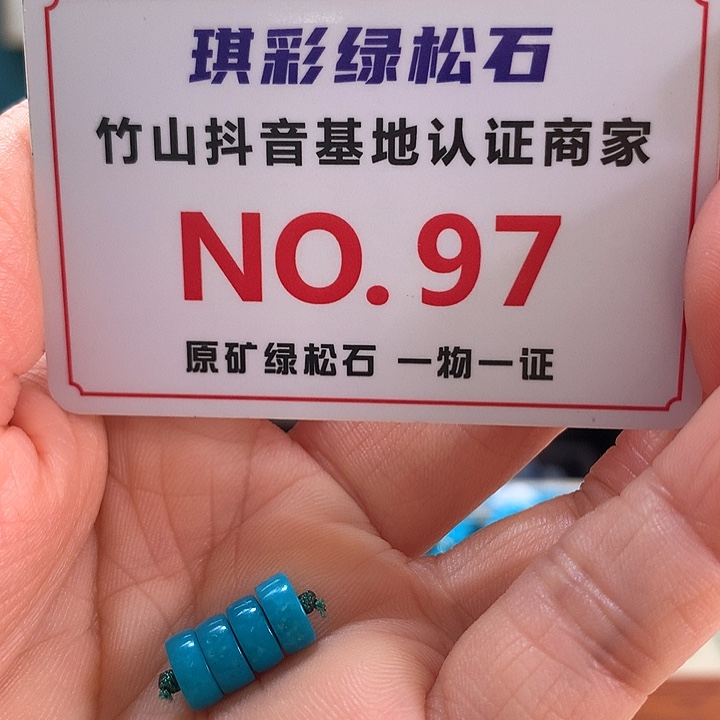 琪彩绿松石
竹山抖音基地认证商家
NO.97
原矿绿松石 一物一证